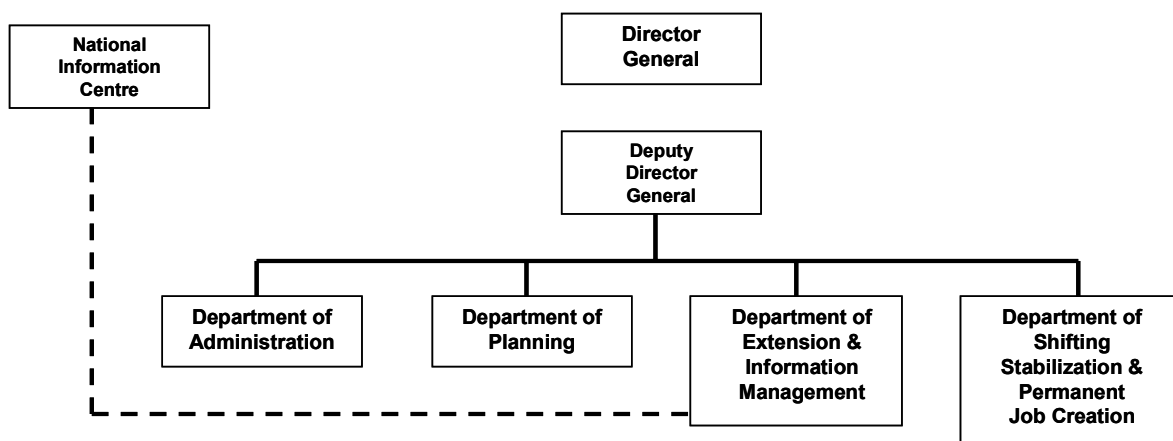 National
Information
Centre
Director
General
Deputy
Director
General
Department of
Administration
Department of
Planning
Department of
Extension &
Information
Management
Department of
Shifting
Stabilization &
Permanent
Job Creation